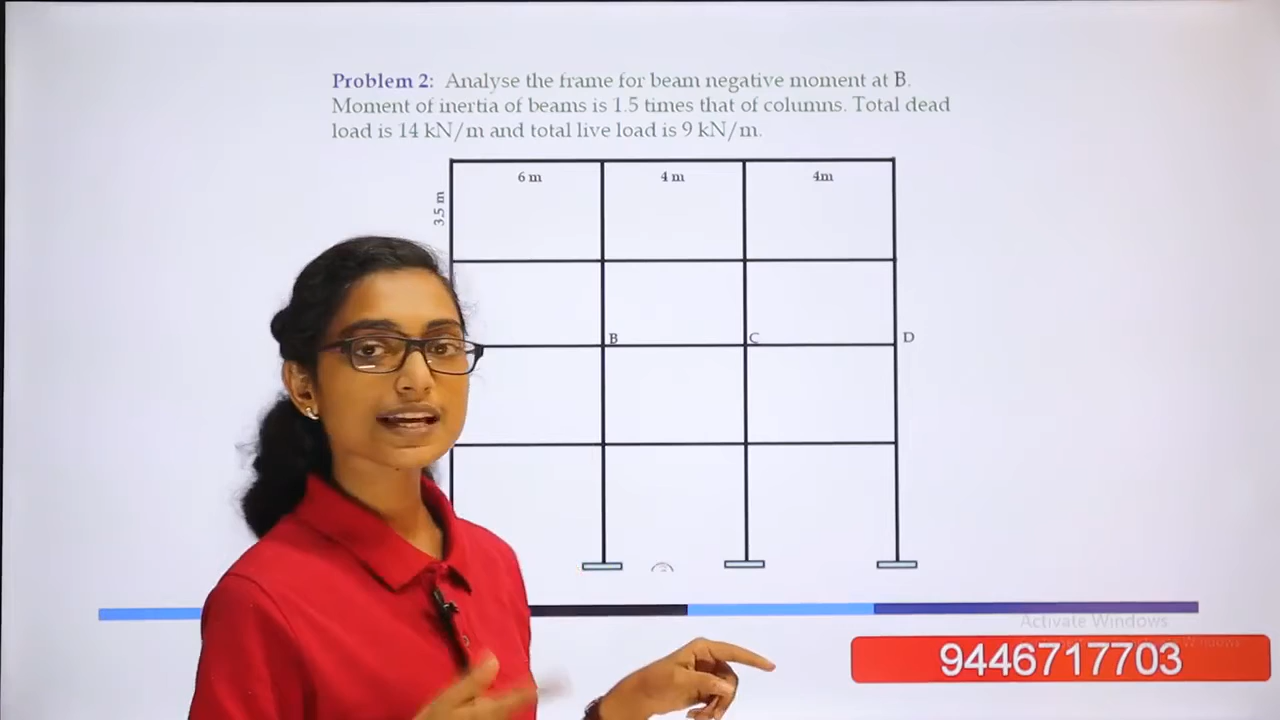 Problem 2: Analyse the frame for beam negative moment at B.
Moment of inertia of beams is 1.5 times that of columns. Total dead
load is 14 kN/m and total live load is 9 kN/m.
6 m
4 m
4m
3.5 m
B
C
D
Activate Windows
9446717703